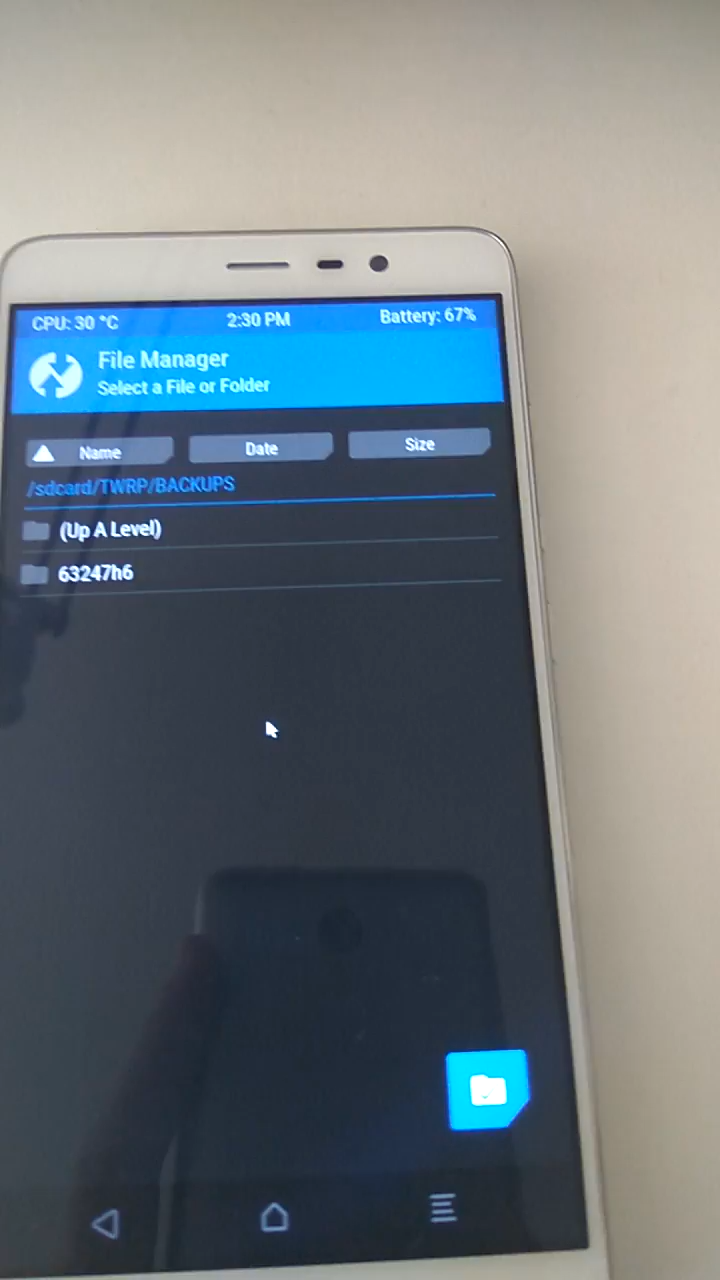 CPU: 30 °C 2:30 PM Battery: 67%
File Manager
Select a File or Folder
Name Date Size
/sdcard/TWRP/BACKUPS
(Up A Level)
63247h6